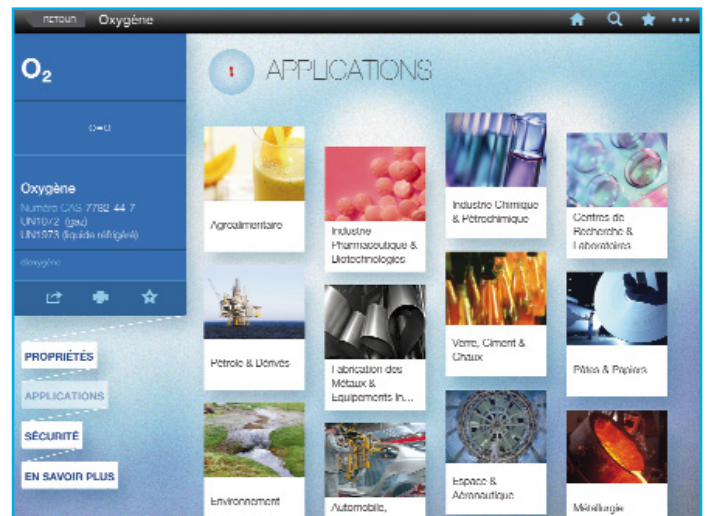 RETOUR Oxygène
O2
O=O
Oxygène
Numéro CAS 7782-44-7
UN1072 (gaz)
UN1973 (liquide réfrigéré)
dioxygène
PROPRIÉTÉS
APPLICATIONS
SÉCURITÉ
EN SAVOIR PLUS
APPLICATIONS
Agroalimentaire
Industrie
Pharmaceutique &
Biotechnologies
Industrie Chimique
& Pétrochimique
Centres de
Recherche &
Laboratoires
Pétrole & Dérivés
Fabrication des
Métaux &
Equipements In...
Verre, Ciment &
Chaux
Pâtes & Papiers
Environnement
Automobile,
Espace &
Aéronautique
Métallurgie